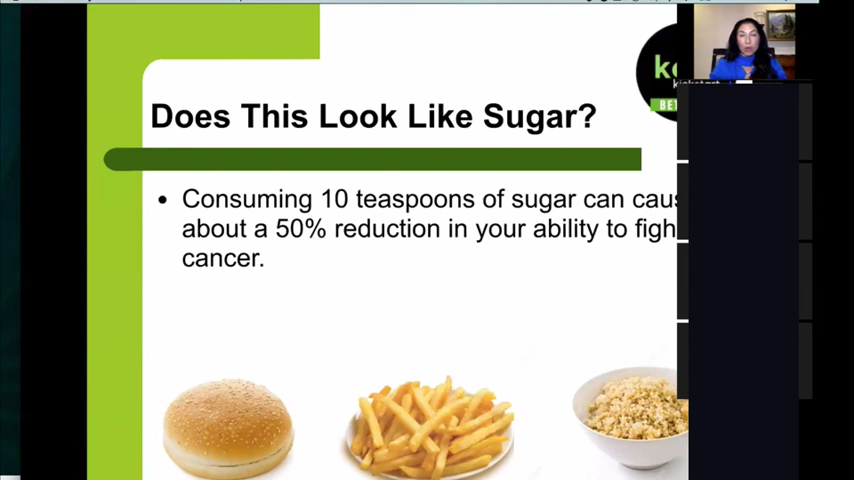 Does This Look Like Sugar?
Consuming 10 teaspoons of sugar can caus
about a 50% reduction in your ability to figh
cancer.